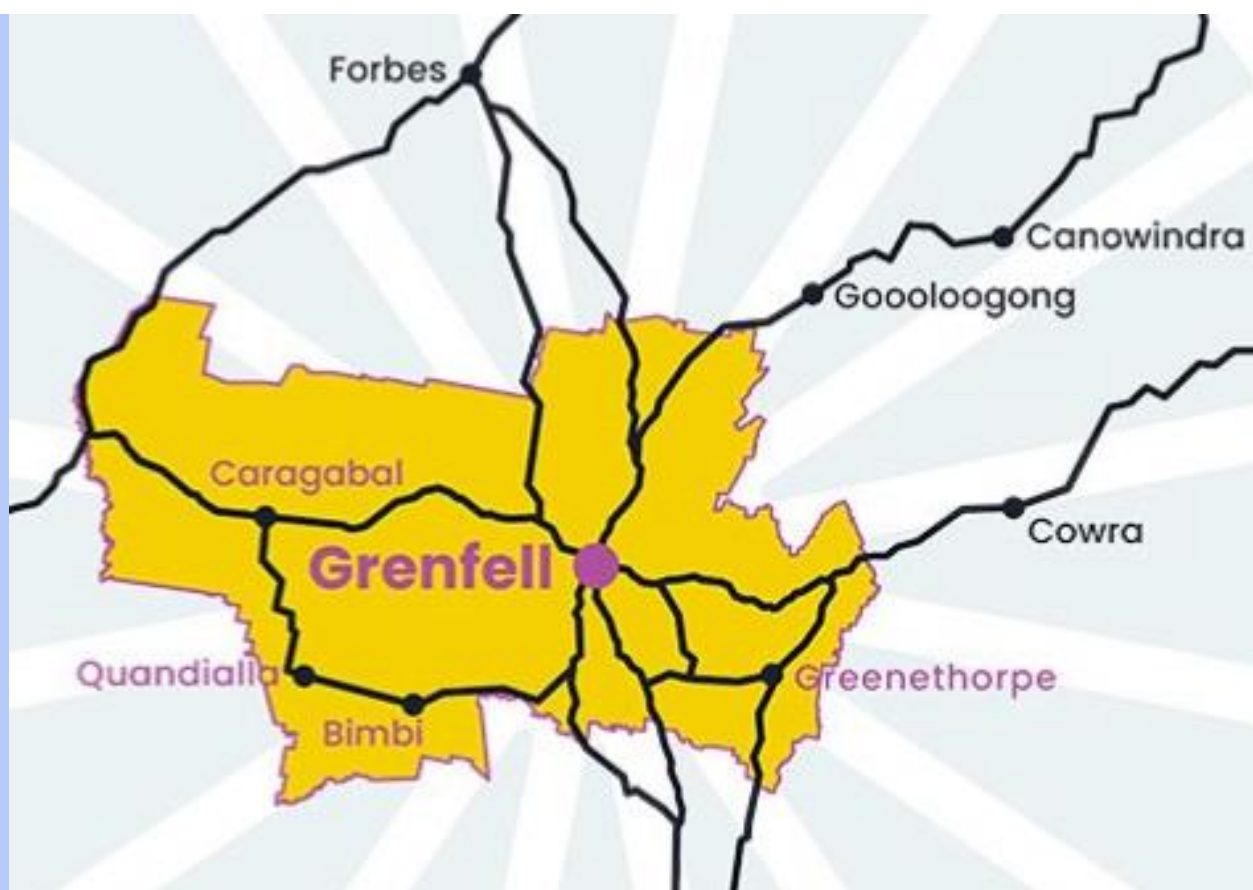 Forbes
Canowindra
Goooloogong
Caragabal
Cowra
Grenfell
Quandialla
Greenethorpe
Bimbi